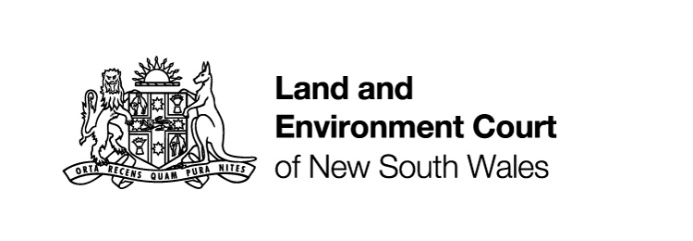 Land and
Environment Court
of New South Wales
ORTA RECENS QUAM PURA NITES